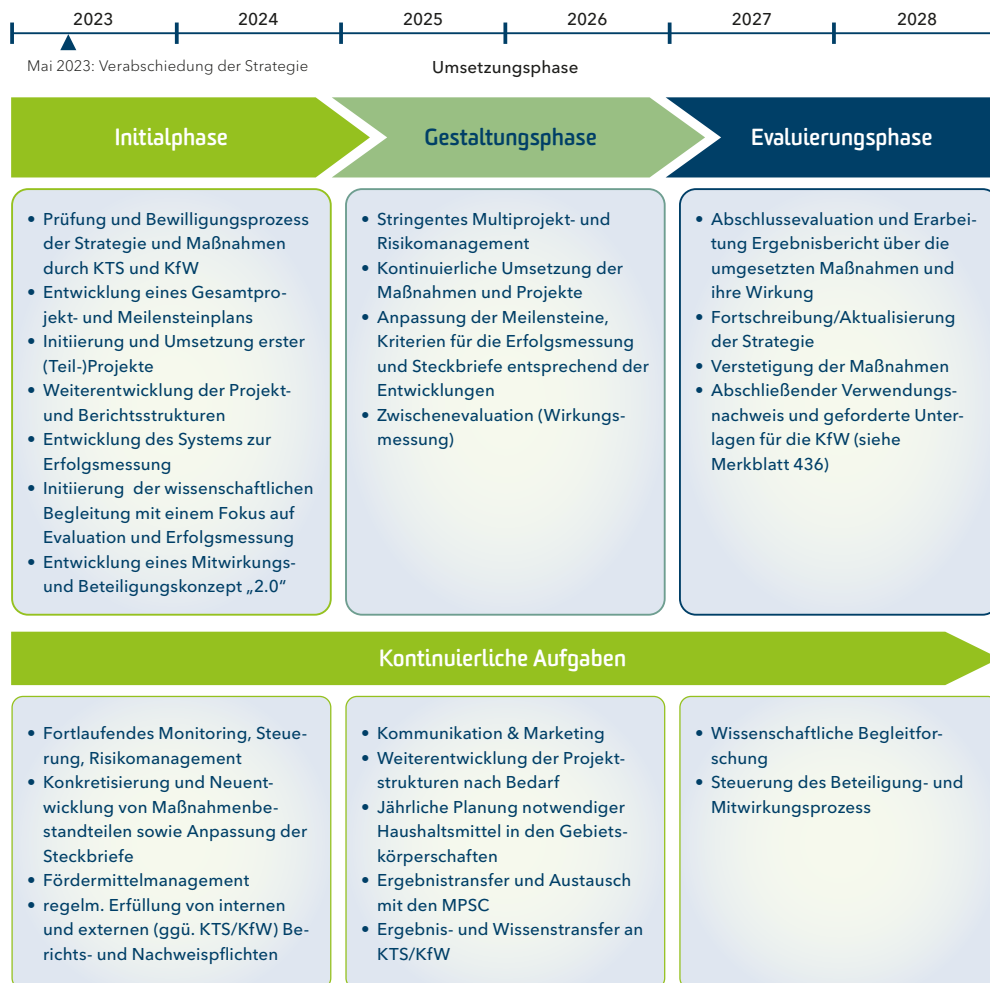 2023 2024 2025 2026 2027 2028
Mai 2023: Verabschiedung der Strategie
Umsetzungsphase
Initialphase
Gestaltungsphase
Evaluierungsphase
• Prüfung und Bewilligungsprozess
der Strategie und Maßnahmen
durch KTS und KfW
• Entwicklung eines Gesamtpro-
jekt- und Meilensteinplans
• Initiierung und Umsetzung erster
(Teil-)Projekte
• Weiterentwicklung der Projekt-
und Berichtsstrukturen
• Entwicklung des Systems zur
Erfolgsmessung
• Initiierung der wissenschaftlichen
Begleitung mit einem Fokus auf
Evaluation und Erfolgsmessung
• Entwicklung eines Mitwirkungs-
und Beteiligungskonzept „2.0“
• Stringentes Multiprojekt- und
Risikomanagement
• Kontinuierliche Umsetzung der
Maßnahmen und Projekte
• Anpassung der Meilensteine,
Kriterien für die Erfolgsmessung
und Steckbriefe entsprechend der
Entwicklungen
• Zwischenevaluation (Wirkungs-
messung)
• Abschlussevaluation und Erarbei-
tung Ergebnisbericht über die
umgesetzten Maßnahmen und
ihre Wirkung
• Fortschreibung/Aktualisierung
der Strategie
• Verstetigung der Maßnahmen
• Abschließender Verwendungs-
nachweis und geforderte Unter-
lagen für die KfW (siehe
Merkblatt 436)
Kontinuierliche Aufgaben
• Fortlaufendes Monitoring, Steue-
rung, Risikomanagement
• Konkretisierung und Neuent-
wicklung von Maßnahmenbe-
standteilen sowie Anpassung der
Steckbriefe
• Fördermittelmanagement
• regelm. Erfüllung von internen
und externen (ggü. KTS/KfW) Be-
richts- und Nachweispflichten
• Kommunikation & Marketing
• Weiterentwicklung der Projekt-
strukturen nach Bedarf
• Jährliche Planung notwendiger
Haushaltsmittel in den Gebiets-
körperschaften
• Ergebnistransfer und Austausch
mit den MPSC
• Ergebnis- und Wissenstransfer an
KTS/KfW
• Wissenschaftliche Begleitfor-
schung
• Steuerung des Beteiligung- und
Mitwirkungsprozess